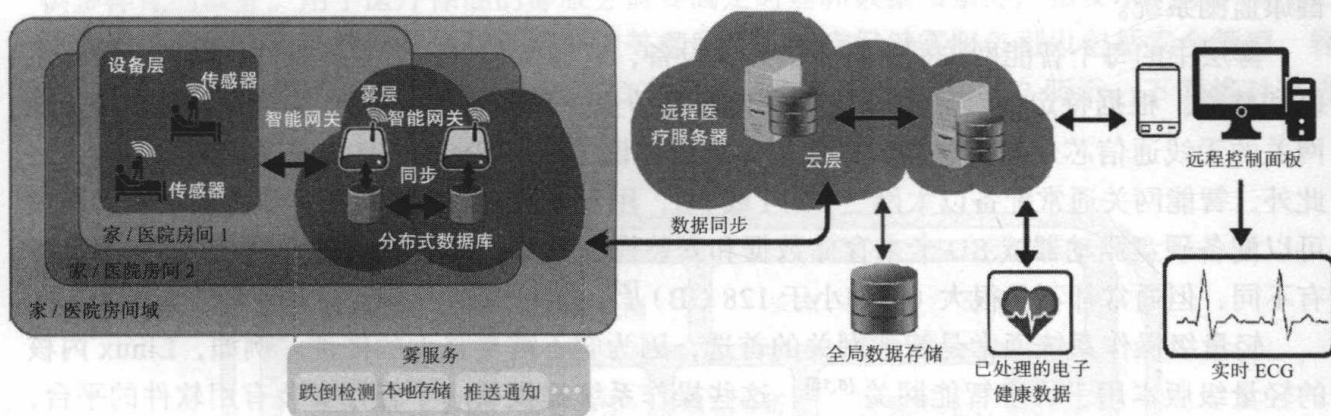 设备层
传感器
传感器
智能网关
雾层
智能网关
同步
分布式数据库
家 / 医院房间 1
家 / 医院房间 2
家 / 医院房间域
雾服务
跌倒检测 本地存储 推送通知 ...
远程医
疗服务器
云层
数据同步
全局数据存储
已处理的电子
健康数据
远程控制面板
实时 ECG